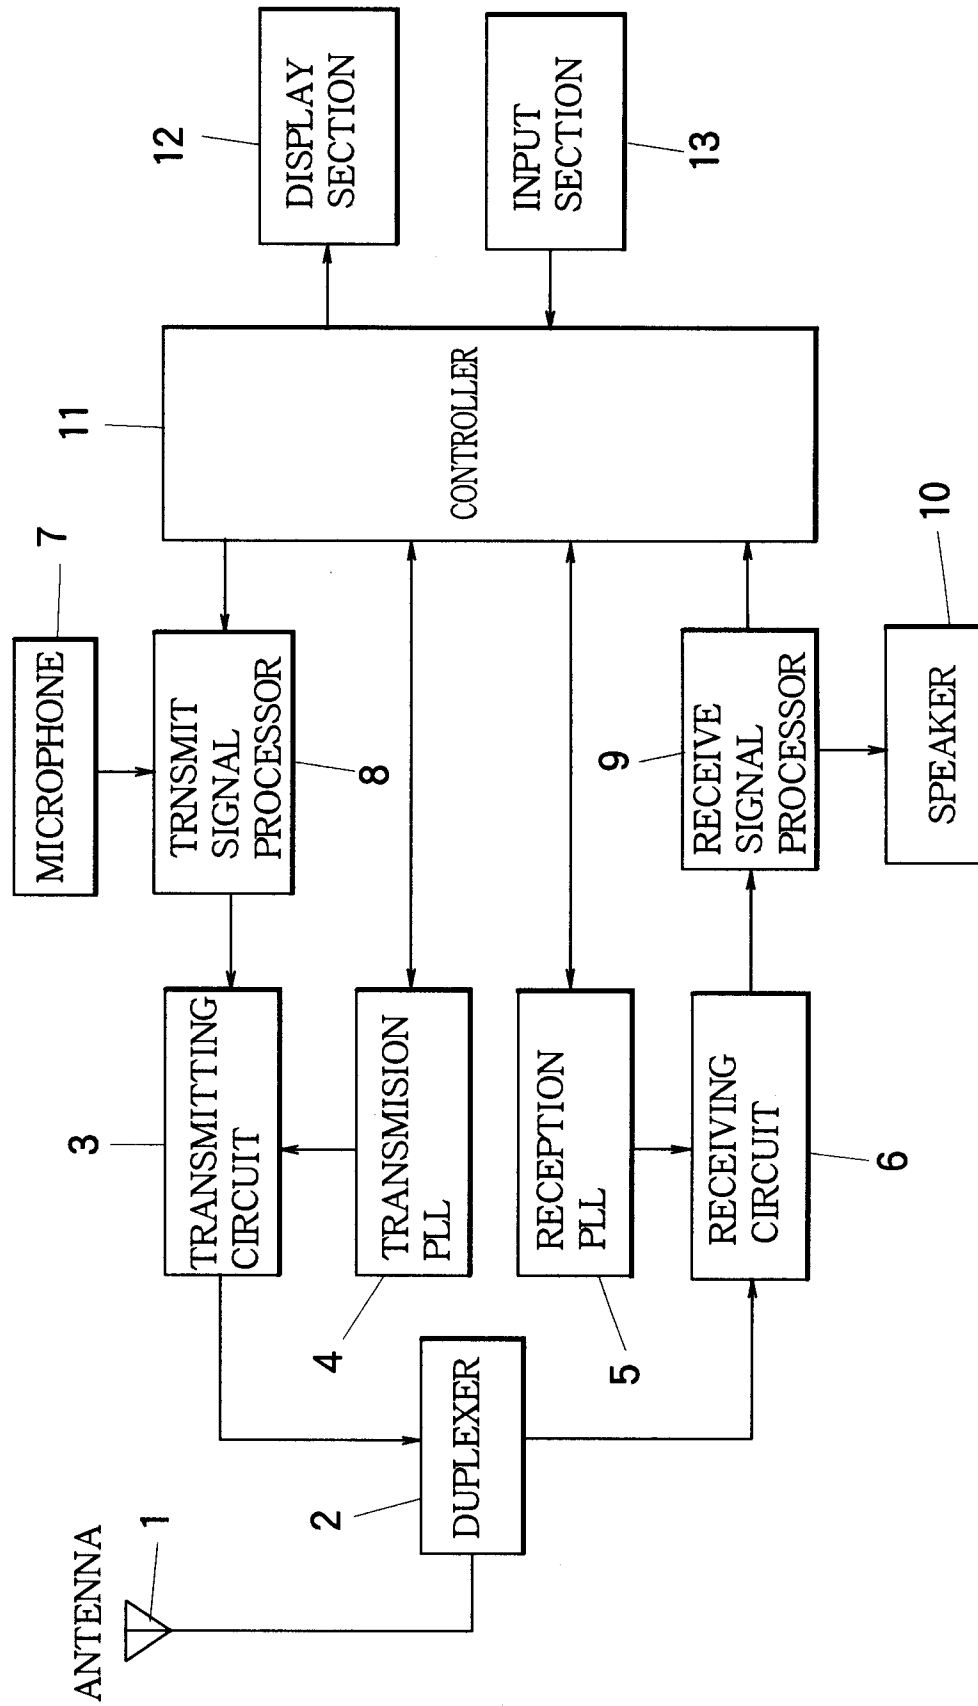 ANTENNA
1
2
DUPLEXER
3
TRANSMITTING
CIRCUIT
4
TRANSMISION
PLL
5
RECEPTION
PLL
6
RECEIVING
CIRCUIT
7
MICROPHONE
8
TRNSMIT
SIGNAL
PROCESSOR
9
RECEIVE
SIGNAL
PROCESSOR
10
SPEAKER
11
CONTROLLER
12
DISPLAY
SECTION
13
INPUT
SECTION